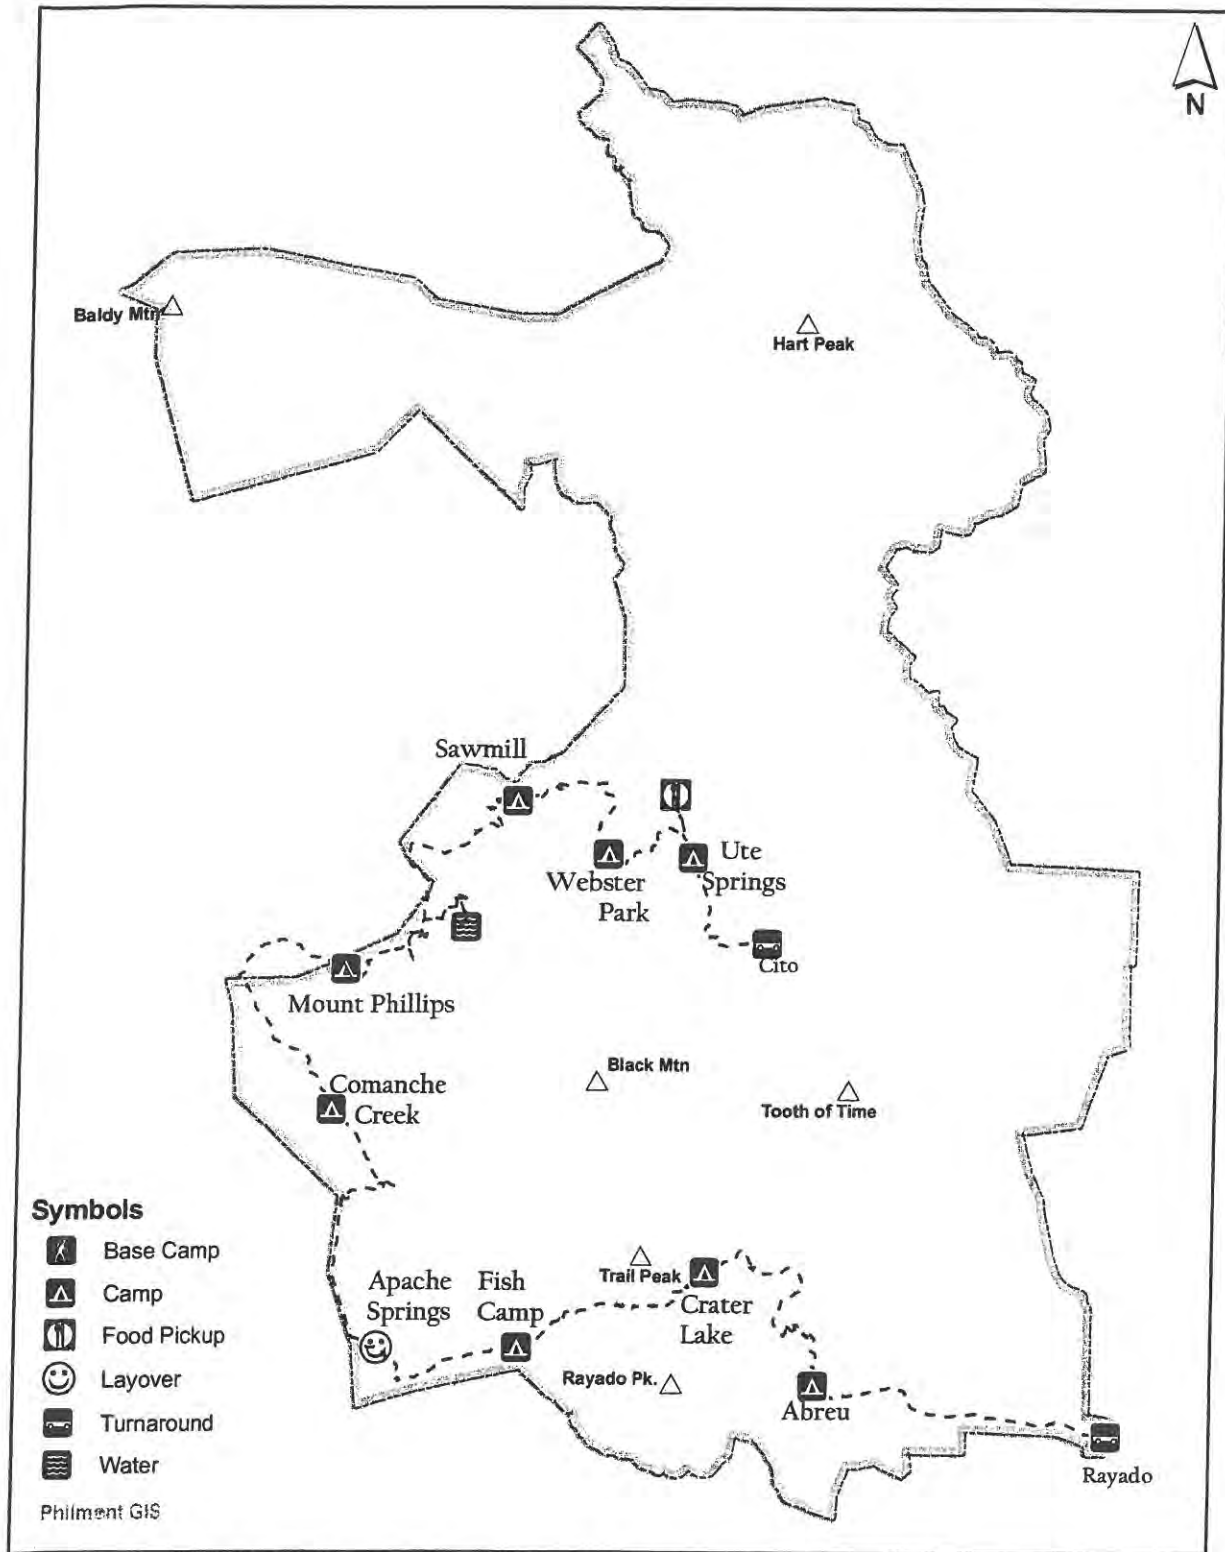 N
Baldy Mtn
Hart Peak
Sawmill
Ute
Springs
Webster
Park
Cito
Mount Phillips
Black Mtn
Comanche
Creek
Tooth of Time
Symbols
Base Camp
Camp
Food Pickup
Layover
Turnaround
Water
Apache
Springs
Fish
Camp
Trail Peak
Crater
Lake
Rayado Pk.
Abreu
Rayado
Philmont GIS